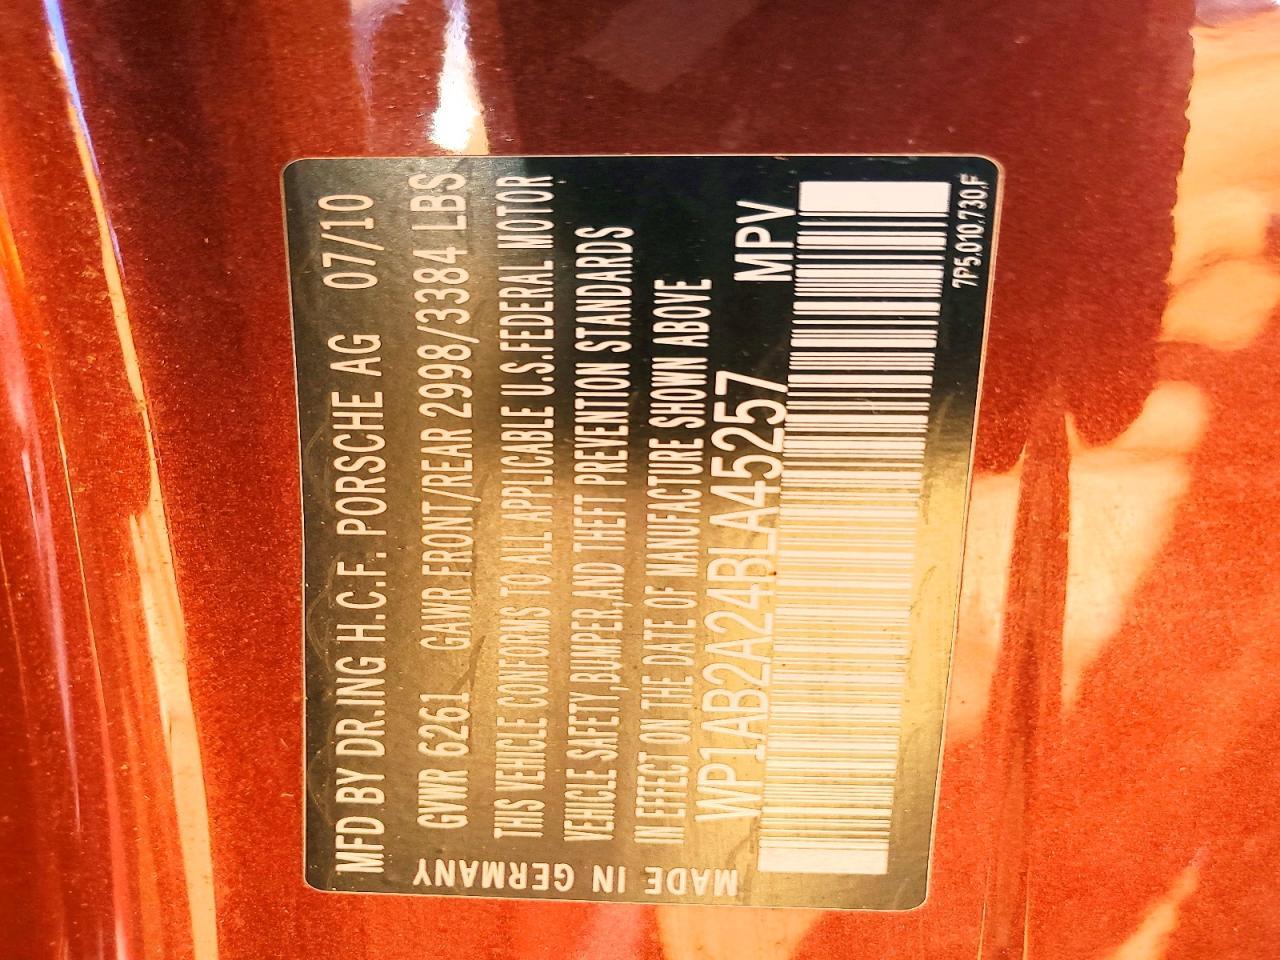 MFD BY DR.ING H.C.F. PORSCHE AG 07/10
GVWR 6261 GAWR FRONT/REAR 2998/3384 LBS
THIS VEHICLE CONFORMS TO ALL APPLICABLE U.S.FEDERAL MOTOR
VEHICLE SAFETY,BUMPER,AND THEFT PREVENTION STANDARDS
IN EFFECT ON THE DATE OF MANUFACTURE SHOWN ABOVE
WP1AB2A24BLA45257 MPV
MADE IN GERMANY
7P5.010.730.F